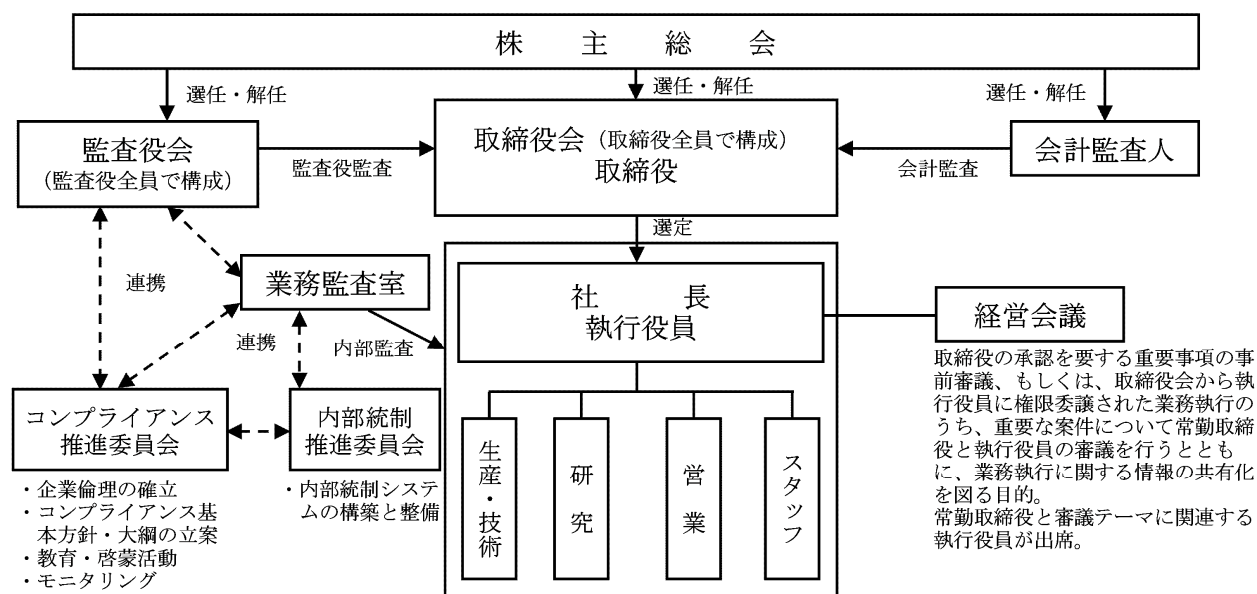 株主総会
選任・解任
選任・解任
選任・解任
監査役会
（監査役全員で構成）
監査役監査
取締役会（取締役全員で構成）
取締役
会計監査
会計監査人
選定
連携
業務監査室
連携
内部監査
社長
執行役員
経営会議
取締役の承認を要する重要事項の事
前審議、もしくは、取締役会から執
行役員に権限委譲された業務執行の
うち、重要な案件について常勤取締
役と執行役員の審議を行うととも
に、業務執行に関する情報の共有化
を図る目的。
常勤取締役と審議テーマに関連する
執行役員が出席。
コンプライアンス
推進委員会
・企業倫理の確立
・コンプライアンス基
本方針・大綱の立案
・教育・啓蒙活動
・モニタリング
内部統制
推進委員会
・内部統制システ
ムの構築と整備
生産・技術
研究
営業
スタッフ